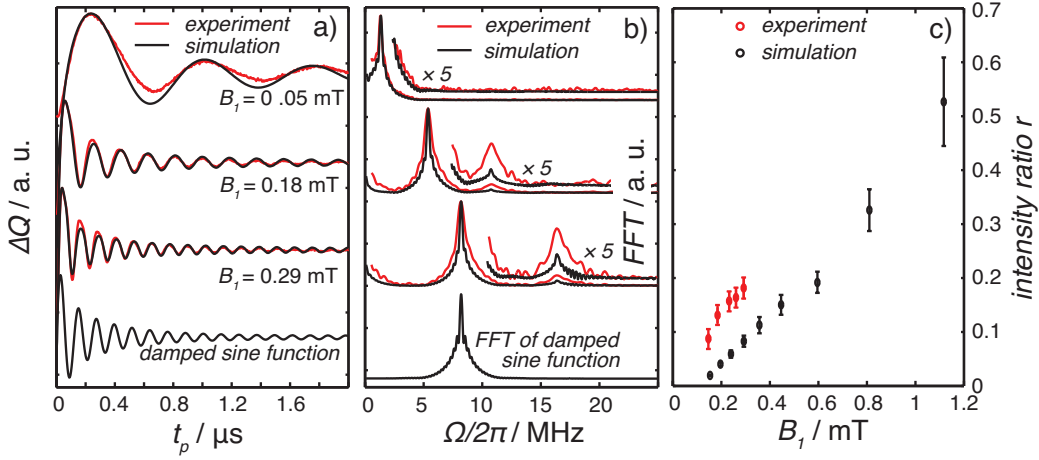 experiment
simulation
a)
B1 = 0 .05 mT
B1 = 0.18 mT
B1 = 0.29 mT
damped sine function
ΔQ / a. u.
0 0.4 0.8 1.2 1.6
tp / µs
experiment
simulation
b)
× 5
× 5
× 5
FFT of damped
sine function
FFT / a. u.
0 5 10 15 20
Ω/2π / MHz
c)
experiment
simulation
0.7
0.6
0.5
0.4
0.3
0.2
0.1
0
intensity ratio r
0 0.2 0.4 0.6 0.8 1.0 1.2
B1 / mT